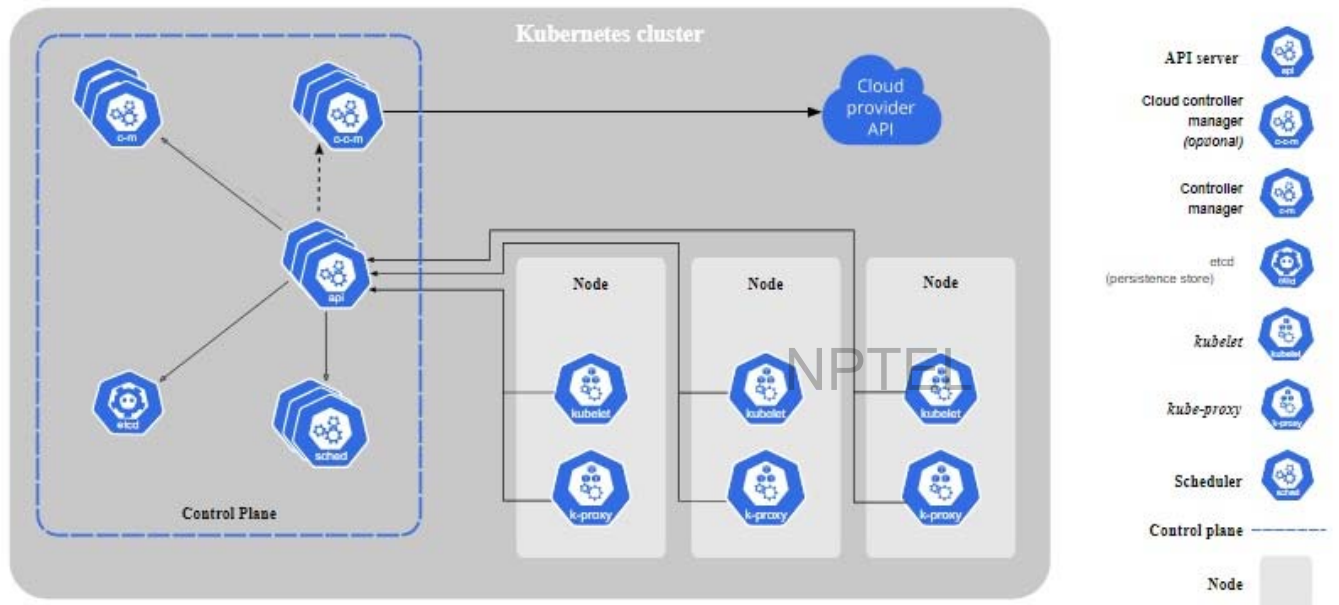 Kubernetes cluster
c-m
c-c-m
Cloud
provider
API
api
etcd
sched
Control Plane
Node
Node
Node
kubelet
kubelet
kubelet
k-proxy
k-proxy
k-proxy
NPTEL
API server
api
Cloud controller
manager
(optional)
c-c-m
Controller
manager
c-m
etcd
(persistence store)
etcd
kubelet
kubelet
kube-proxy
k-proxy
Scheduler
sched
Control plane
Node